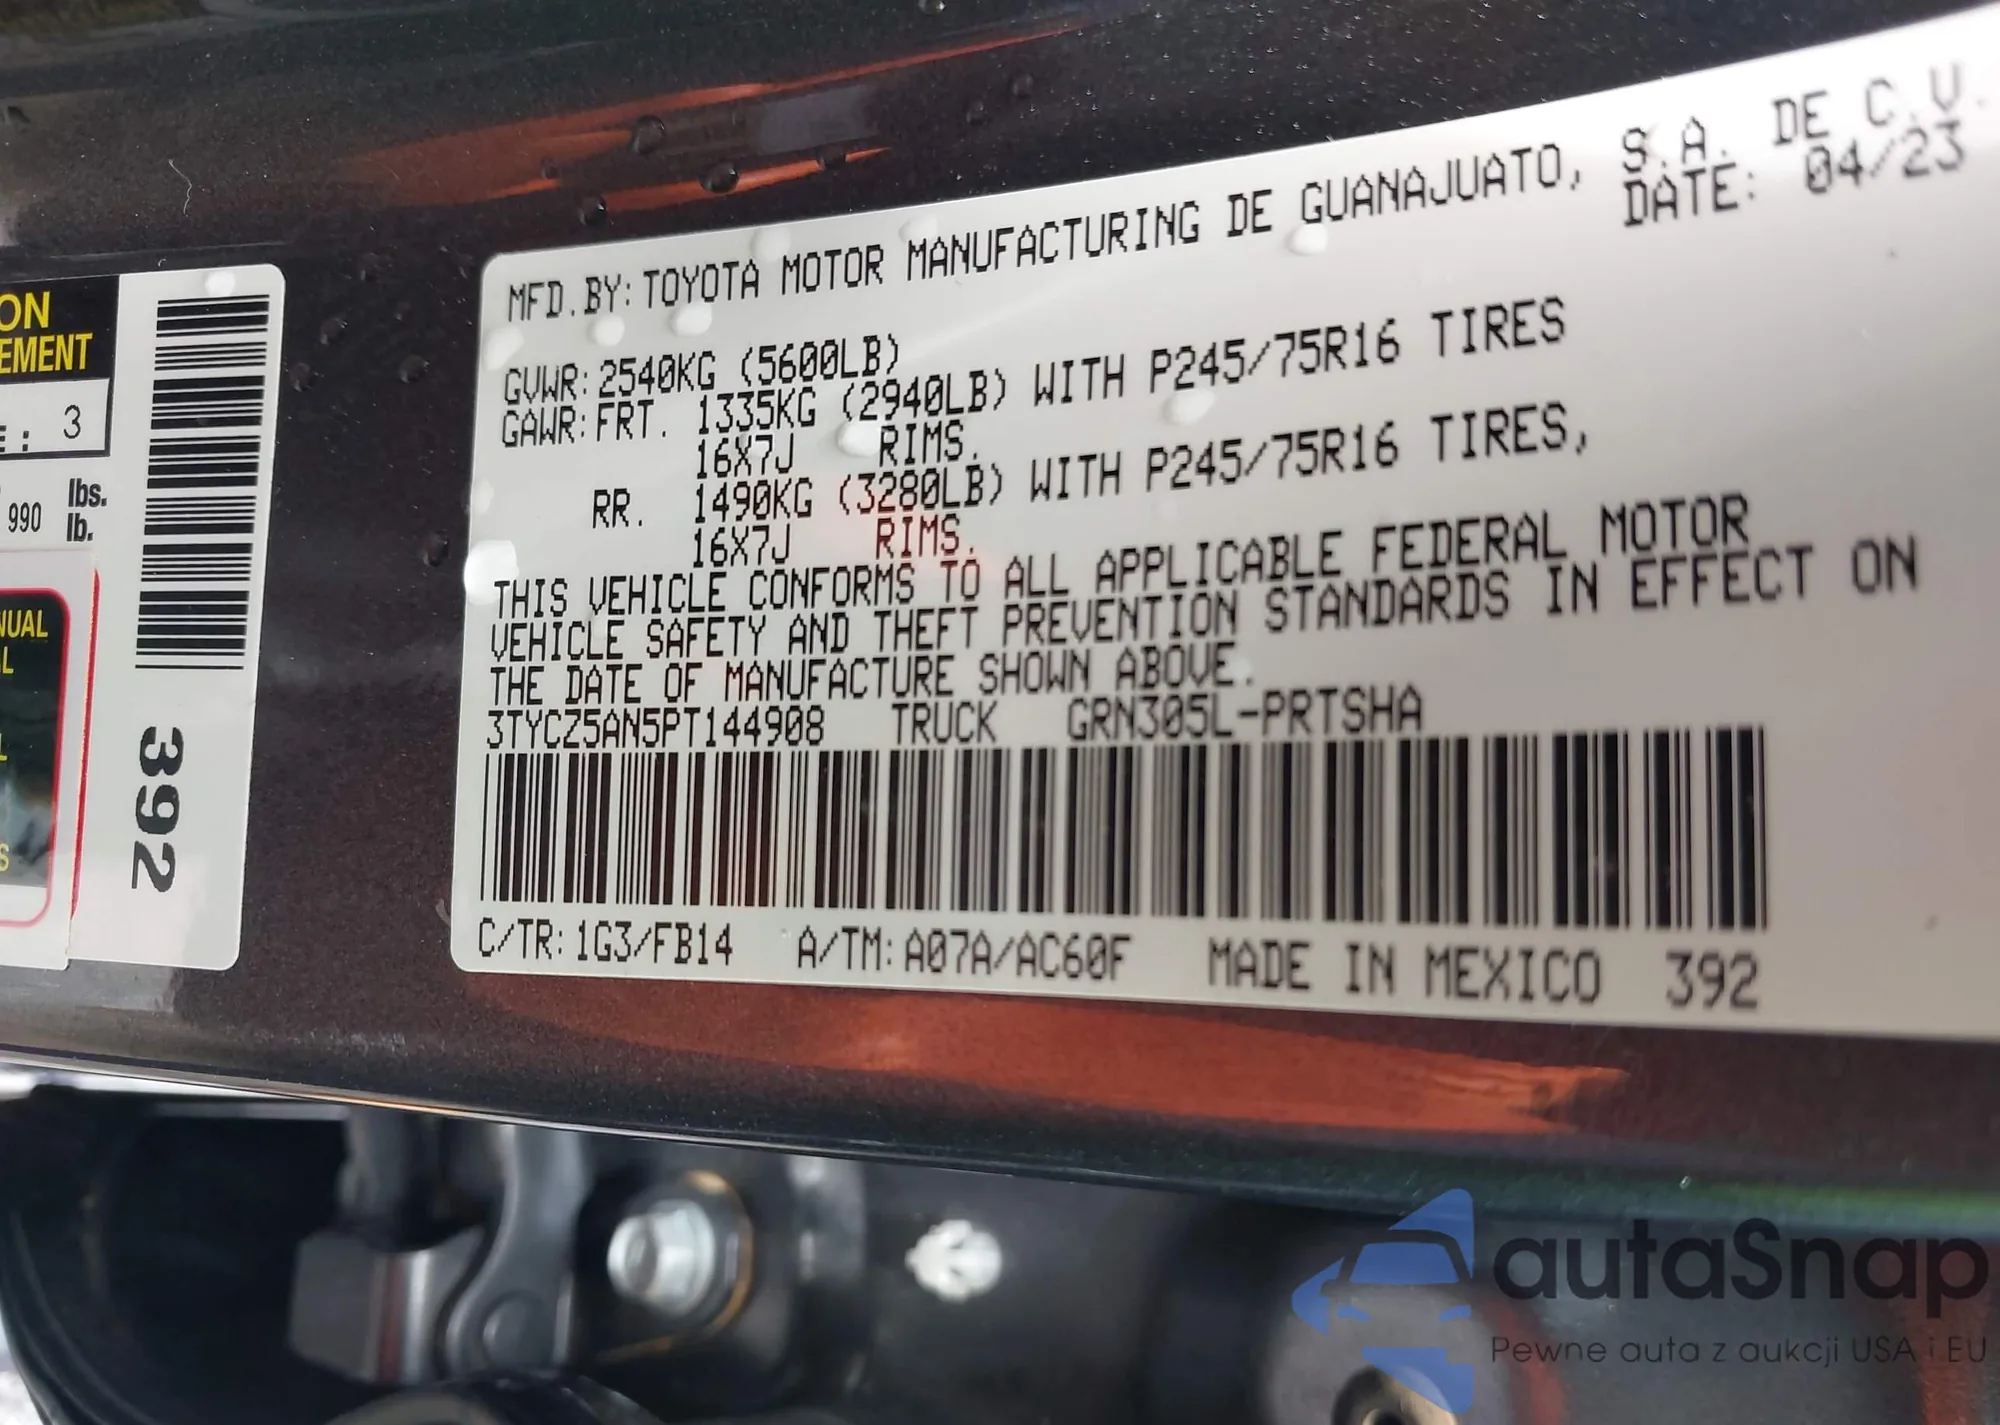 ON
EMENT
E: 3
990 lbs.
lb.
NUAL
L
L
S
392
MFD.BY:TOYOTA MOTOR MANUFACTURING DE GUANAJUATO, S.A. DE C.V.
DATE: 04/23
GVWR:2540KG (5600LB)
GAWR:FRT. 1335KG (2940LB) WITH P245/75R16 TIRES
16X7J RIMS.
RR. 1490KG (3280LB) WITH P245/75R16 TIRES,
16X7J RIMS.
THIS VEHICLE CONFORMS TO ALL APPLICABLE FEDERAL MOTOR
VEHICLE SAFETY AND THEFT PREVENTION STANDARDS IN EFFECT ON
THE DATE OF MANUFACTURE SHOWN ABOVE.
3TYCZ5AN5PT144908 TRUCK GRN305L-PRTSHA
C/TR:1G3/FB14 A/TM:A07A/AC60F MADE IN MEXICO 392
autaSnap
Pewne auta z aukcji USA i EU